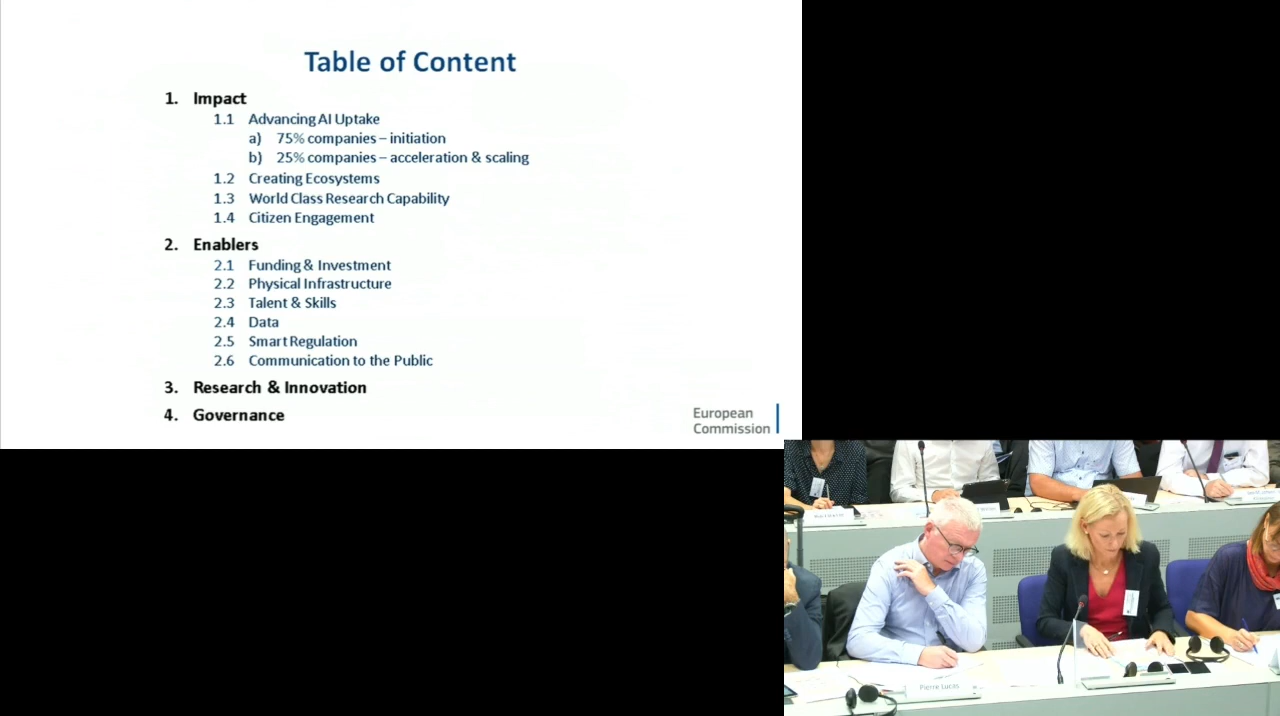 Table of Content
1. Impact
1.1 Advancing AI Uptake
a) 75% companies – initiation
b) 25% companies – acceleration & scaling
1.2 Creating Ecosystems
1.3 World Class Research Capability
1.4 Citizen Engagement
2. Enablers
2.1 Funding & Investment
2.2 Physical Infrastructure
2.3 Talent & Skills
2.4 Data
2.5 Smart Regulation
2.6 Communication to the Public
3. Research & Innovation
4. Governance
European
Commission
Pierre Lucas